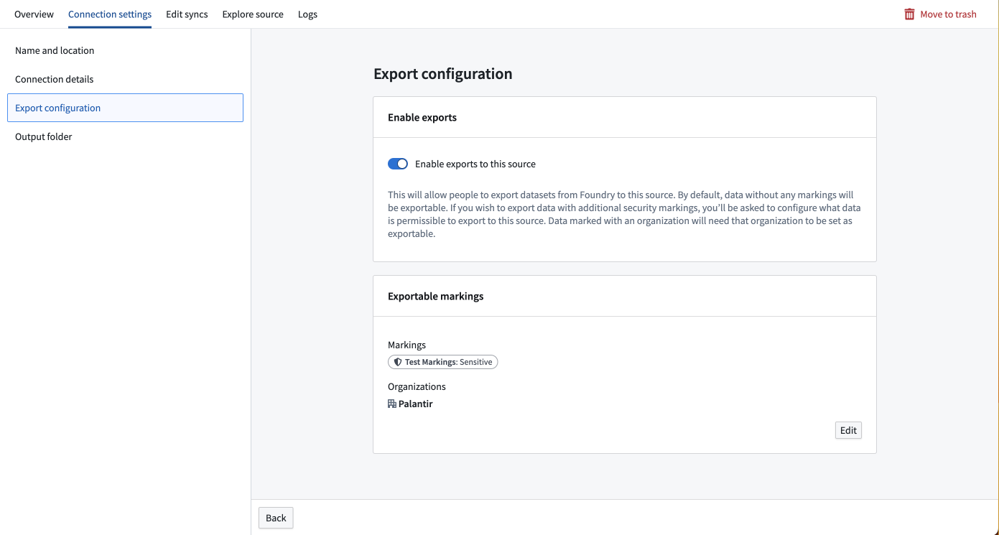 Overview Connection settings Edit syncs Explore source Logs Move to trash
Name and location
Connection details
Export configuration
Output folder
Export configuration
Enable exports
Enable exports to this source
This will allow people to export datasets from Foundry to this source. By default, data without any markings will
be exportable. If you wish to export data with additional security markings, you’ll be asked to configure what data
is permissible to export to this source. Data marked with an organization will need that organization to be set as
exportable.
Exportable markings
Markings
Test Markings: Sensitive
Organizations
Palantir
Edit
Back